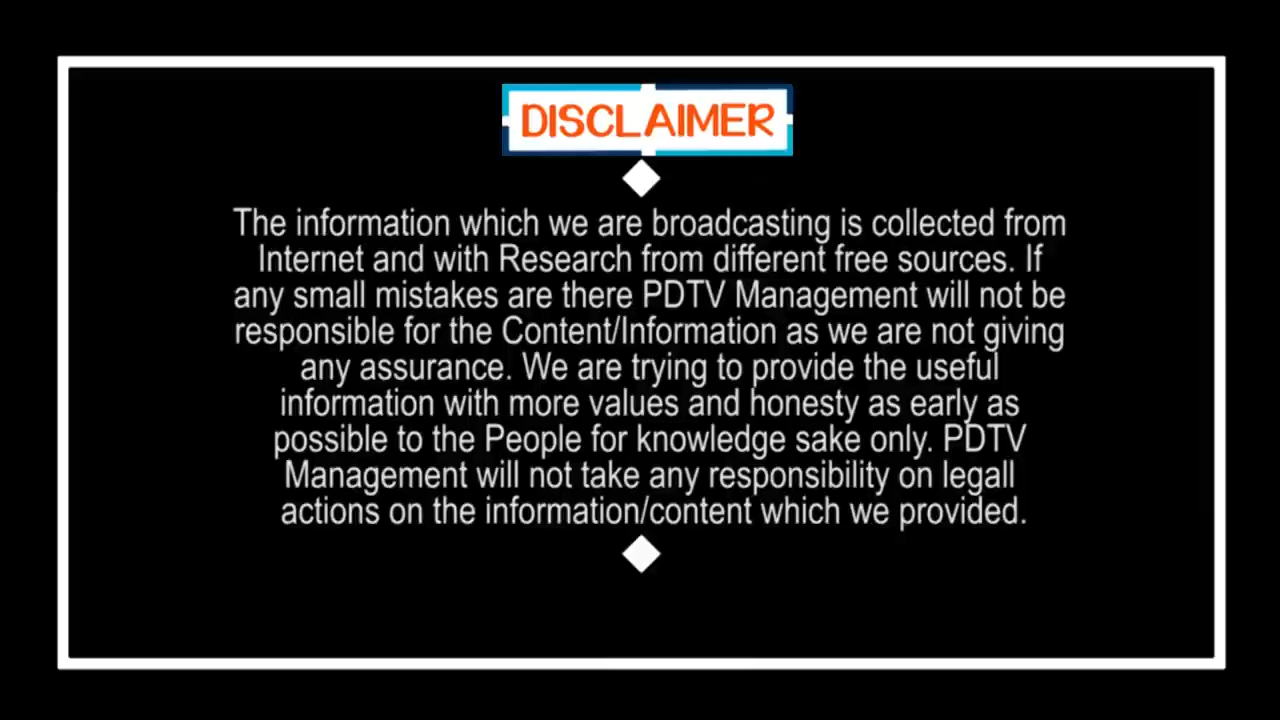 DISCLAIMER
The information which we are broadcasting is collected from
Internet and with Research from different free sources. If
any small mistakes are there PDTV Management will not be
responsible for the Content/Information as we are not giving
any assurance. We are trying to provide the useful
information with more values and honesty as early as
possible to the People for knowledge sake only. PDTV
Management will not take any responsibility on legall
actions on the information/content which we provided.